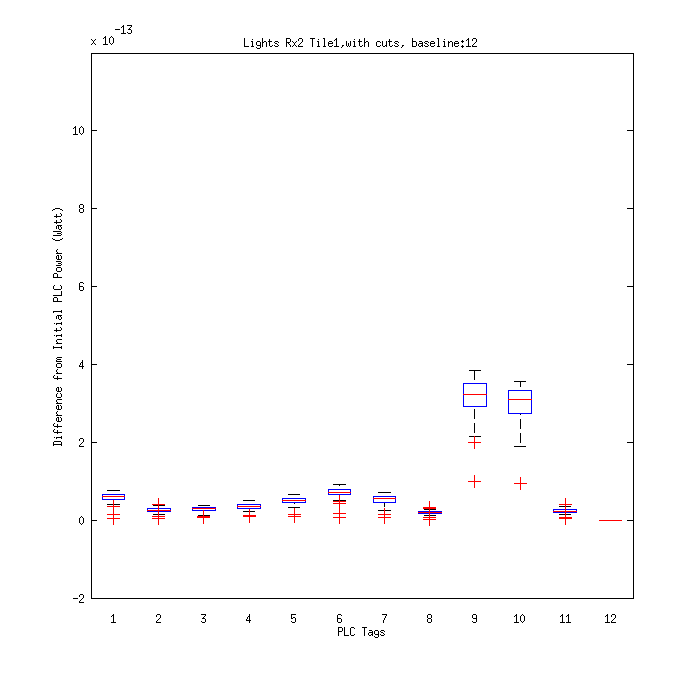 x 10^-13
Lights Rx2 Tile1,with cuts, baseline:12
Difference from Initial PLC Power (Watt)
10
8
6
4
2
0
-2
1 2 3 4 5 6 7 8 9 10 11 12
PLC Tags